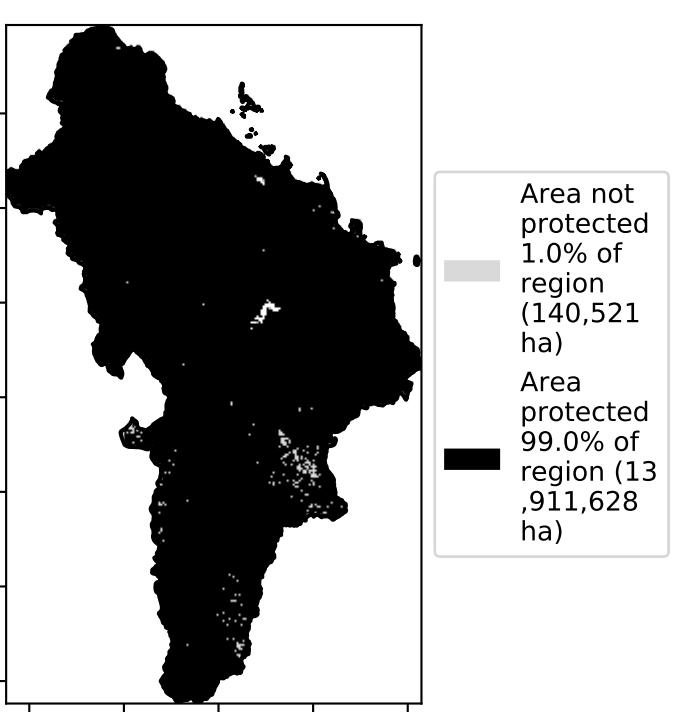 Area not
protected
1.0% of
region
(140,521
ha)
Area
protected
99.0% of
region (13
,911,628
ha)